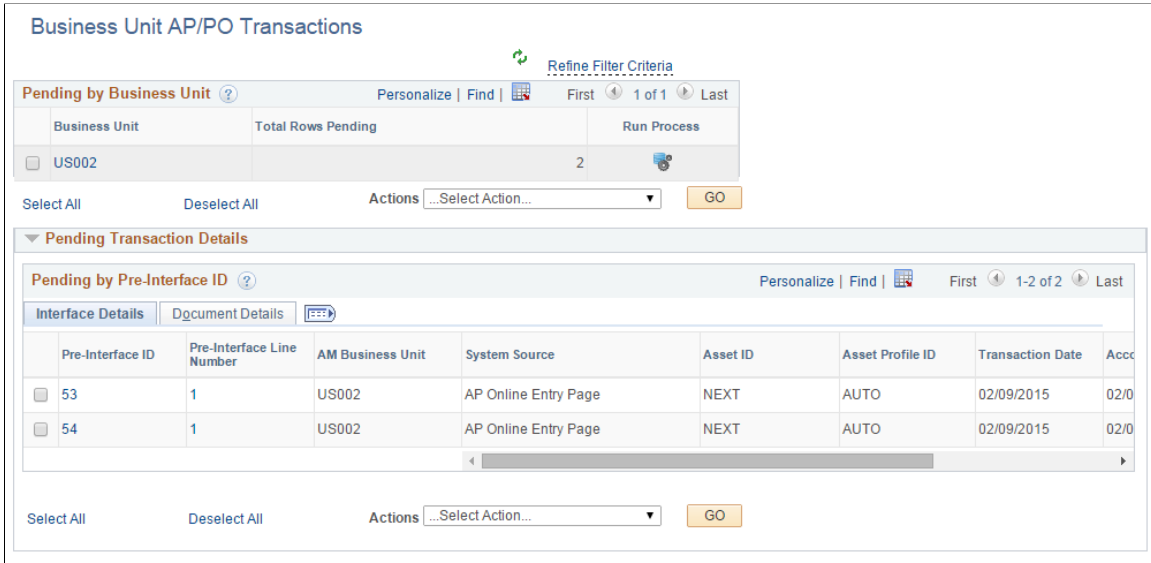 Business Unit AP/PO Transactions
Refine Filter Criteria
Pending by Business Unit ? Personalize | Find | First 1 of 1 Last
Business Unit Total Rows Pending Run Process
US002 2
Select All Deselect All Actions ...Select Action... GO
Pending Transaction Details
Pending by Pre-Interface ID ? Personalize | Find | First 1-2 of 2 Last
Interface Details Document Details
Pre-Interface ID Pre-Interface Line Number AM Business Unit System Source Asset ID Asset Profile ID Transaction Date Acco
53 1 US002 AP Online Entry Page NEXT AUTO 02/09/2015 02/0
54 1 US002 AP Online Entry Page NEXT AUTO 02/09/2015 02/0
Select All Deselect All Actions ...Select Action... GO